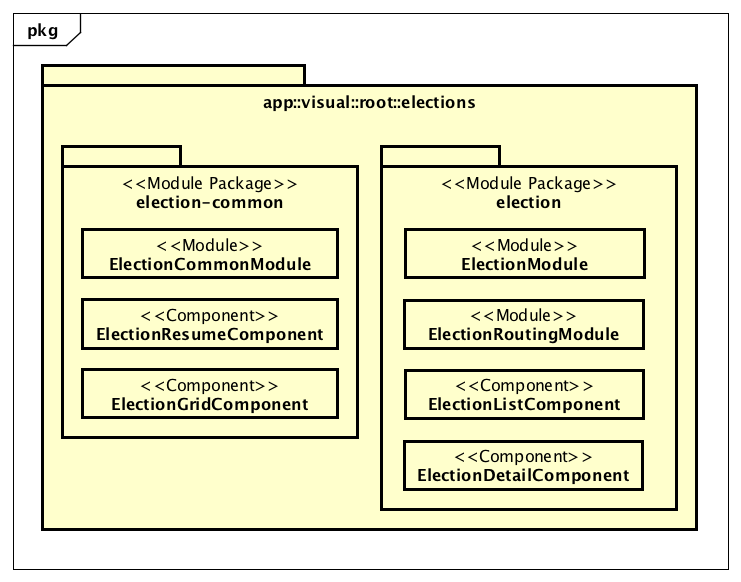 pkg
app::visual::root::elections
<<Module Package>>
election-common
<<Module>>
ElectionCommonModule
<<Component>>
ElectionResumeComponent
<<Component>>
ElectionGridComponent
<<Module Package>>
election
<<Module>>
ElectionModule
<<Module>>
ElectionRoutingModule
<<Component>>
ElectionListComponent
<<Component>>
ElectionDetailComponent